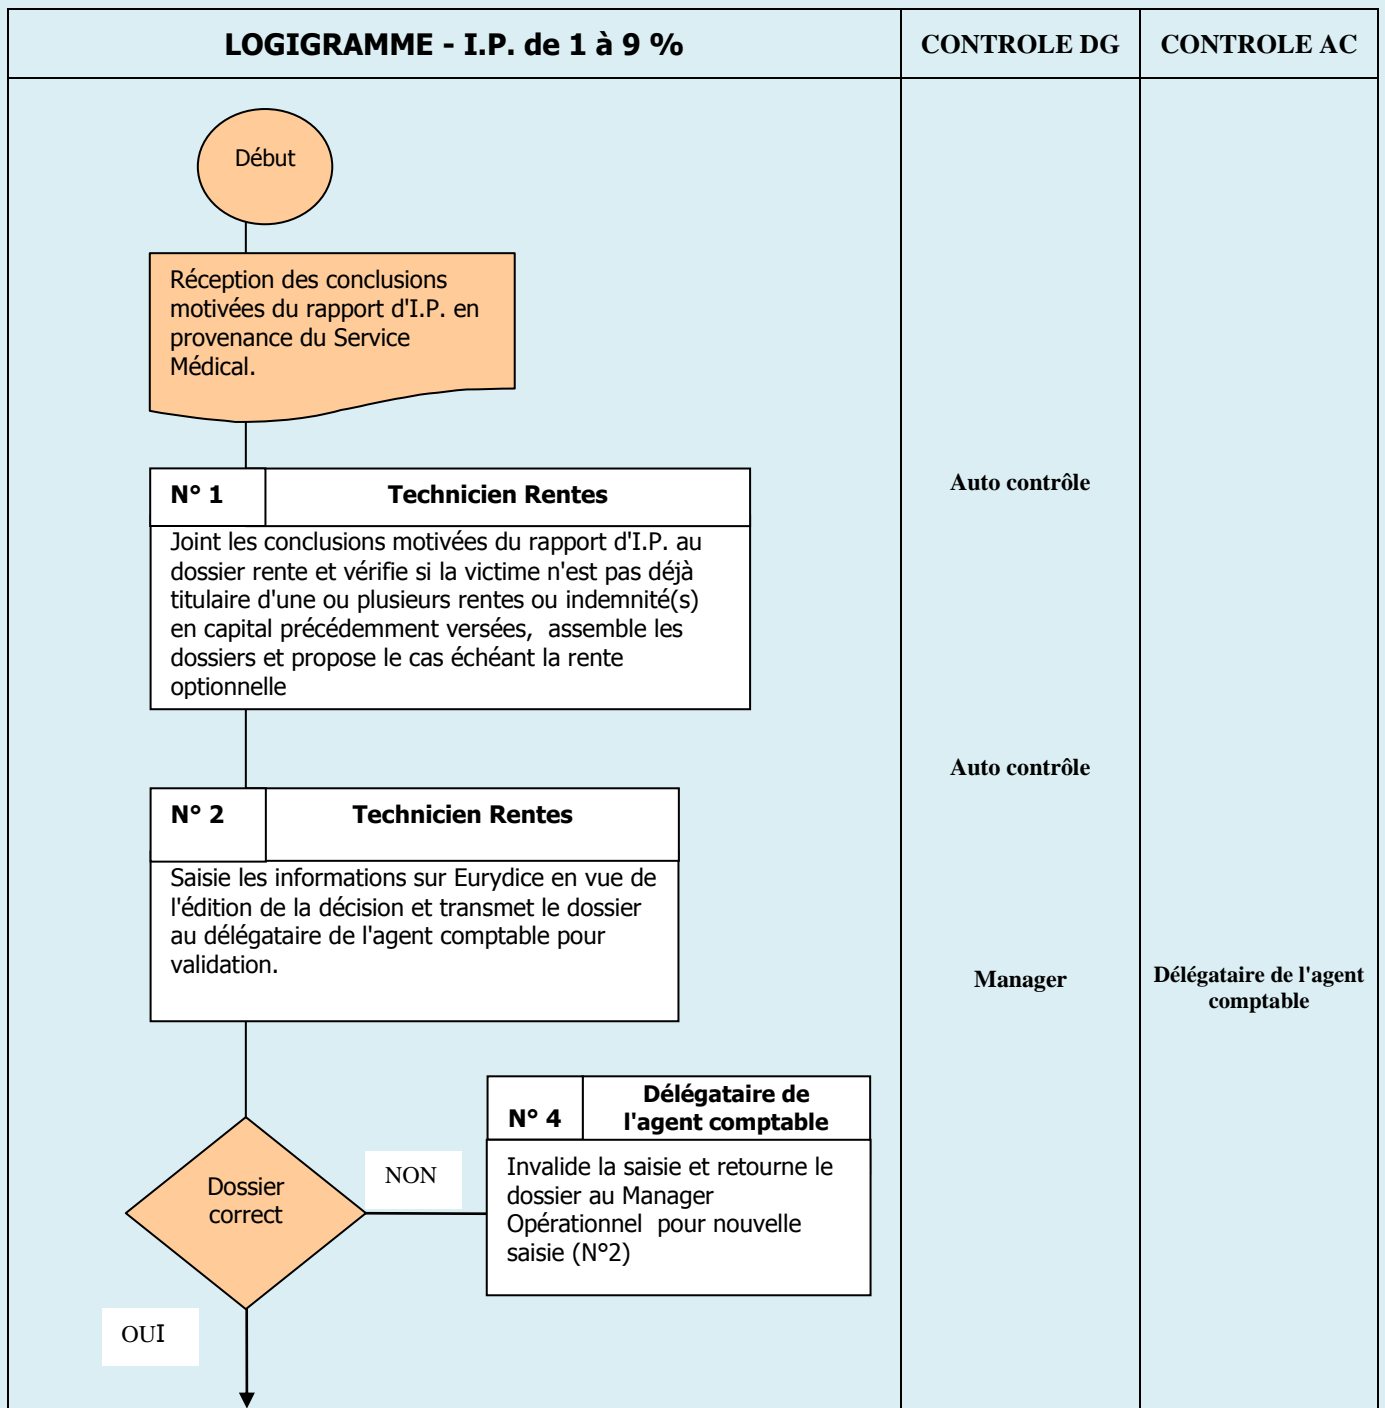 LOGIGRAMME - I.P. de 1 à 9 %
CONTROLE DG
CONTROLE AC
Début
Réception des conclusions
motivées du rapport d'I.P. en
provenance du Service
Médical.
N° 1
Technicien Rentes
Auto contrôle
Joint les conclusions motivées du rapport d'I.P. au
dossier rente et vérifie si la victime n'est pas déjà
titulaire d'une ou plusieurs rentes ou indemnité(s)
en capital précédemment versées,  assemble les
dossiers et propose le cas échéant la rente
optionnelle
Auto contrôle
N° 2
Technicien Rentes
Saisie les informations sur Eurydice en vue de
l'édition de la décision et transmet le dossier
au délégataire de l'agent comptable pour
validation.
Manager
Délégataire de l'agent
comptable
N° 4
Délégataire de
l'agent comptable
Invalide la saisie et retourne le
dossier au Manager
Opérationnel  pour nouvelle
saisie (N°2)
NON
Dossier
correct
OUI